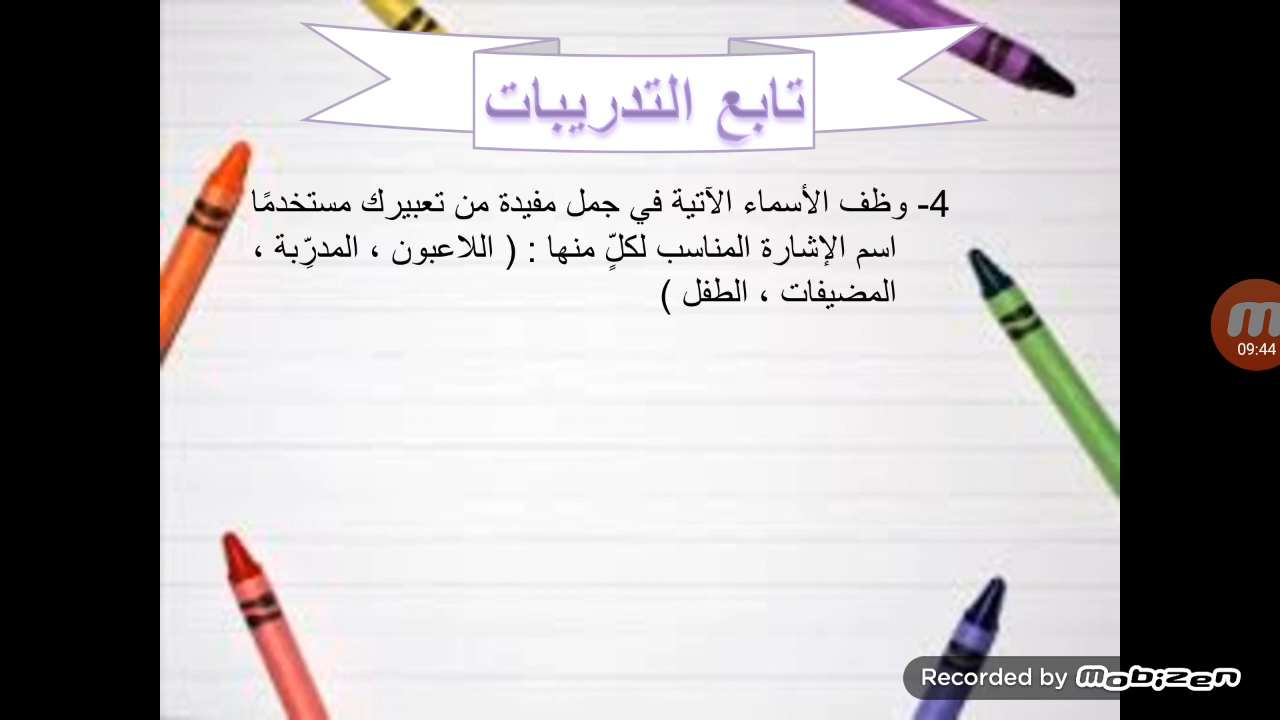 تابع التدريبات
4- وظف الأسماء الآتية في جمل مفيدة من تعبيرك مستخدمًا
اسم الإشارة المناسب لكلٍّ منها : ( اللاعبون ، المدرِّبة ،
المضيفات ، الطفل )
09:44
Recorded by mobizen